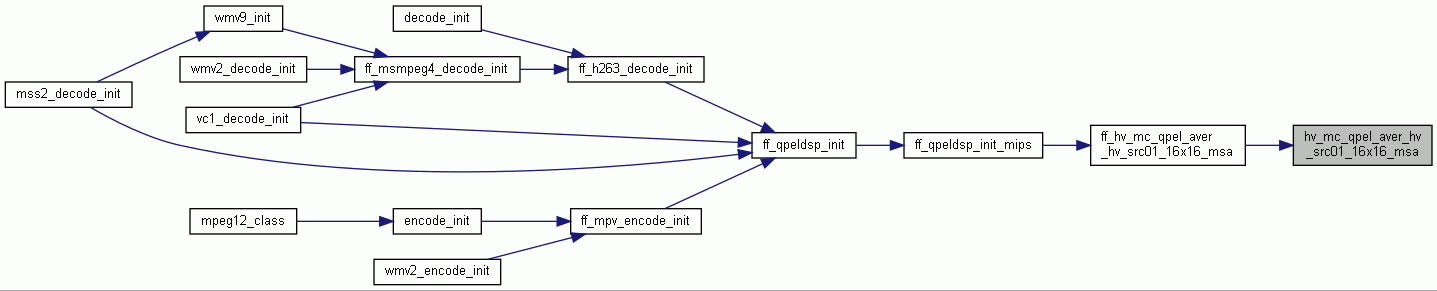 wmv9_init
decode_init
wmv2_decode_init
ff_msmpeg4_decode_init
ff_h263_decode_init
mss2_decode_init
vc1_decode_init
ff_qpeldsp_init
ff_qpeldsp_init_mips
ff_hv_mc_qpel_aver
_hv_src01_16x16_msa
hv_mc_qpel_aver_hv
_src01_16x16_msa
mpeg12_class
encode_init
ff_mpv_encode_init
wmv2_encode_init